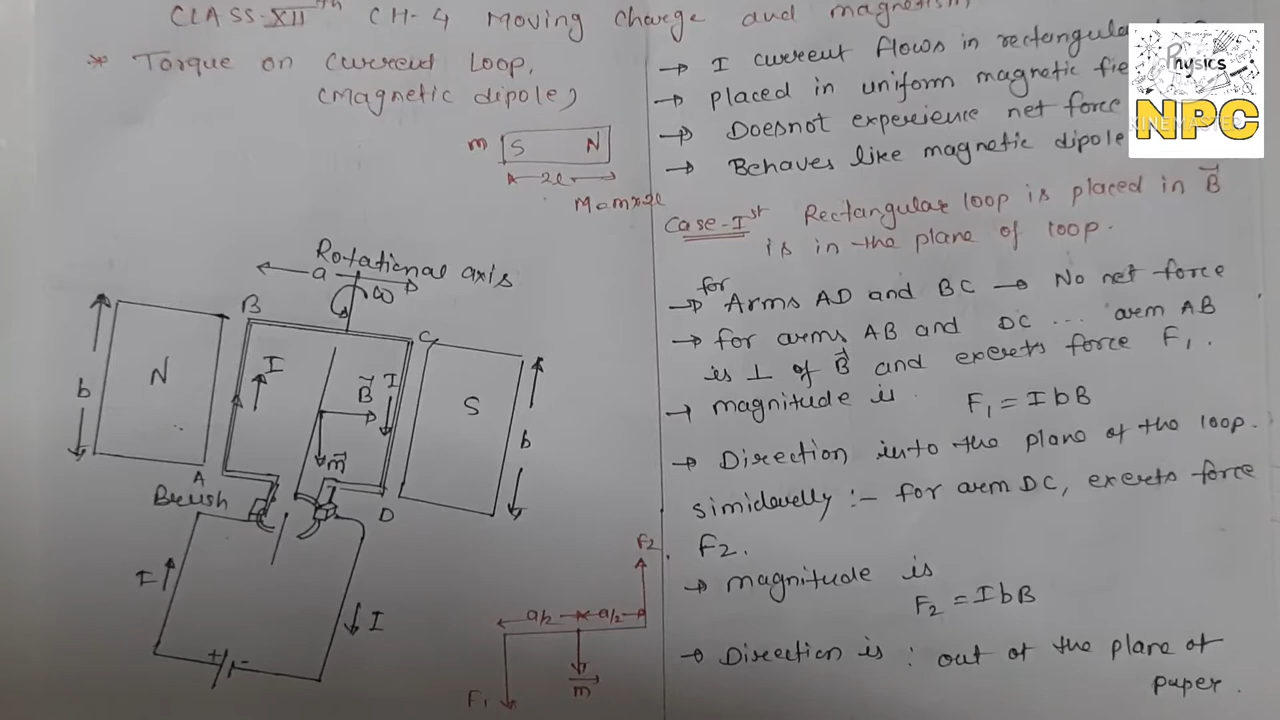 CLASS-XIIth CH-4 Moving Charge and magnetism
* Torque on Current Loop.
(Magnetic dipole)
m S N
2l
M = m×2l
Rotational axis
a
ω
B
C
N
b
I
B
I
S
b
m
A
Brush
D
I
I
+ -
F2
a/2 a/2
F1
m
→ I current flows in rectangular
→ placed in uniform magnetic
→ Doesnot experience net force
→ Behaves like magnetic dipole
Physics
NPC
Case-Ist Rectangular loop is placed in B
is in the plane of loop.
for
→ Arms AD and BC → No net force
→ for arms AB and DC ... arm AB
is ⊥ of B and exerts force F1.
→ magnitude is F1 = IbB
→ Direction into the plane of the loop.
simidarelly :- for arm DC, exerts force
F2.
→ magnitude is
F2 = IbB
→ Direction is : out of the plane of
paper.